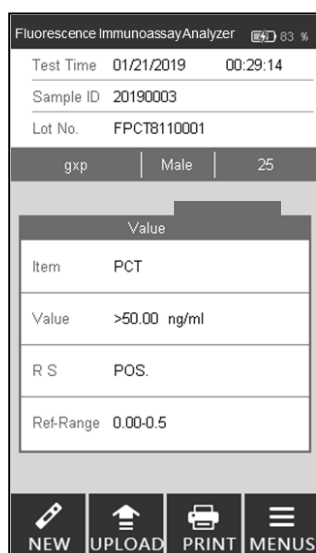 Fluorescence Immunoassay Analyzer 83 %
Test Time 01/21/2019 00:29:14
Sample ID 20190003
Lot No. FPCT8110001
gxp Male 25
Value
Item PCT
Value >50.00 ng/ml
R S POS.
Ref-Range 0.00-0.5
NEW UPLOAD PRINT MENUS